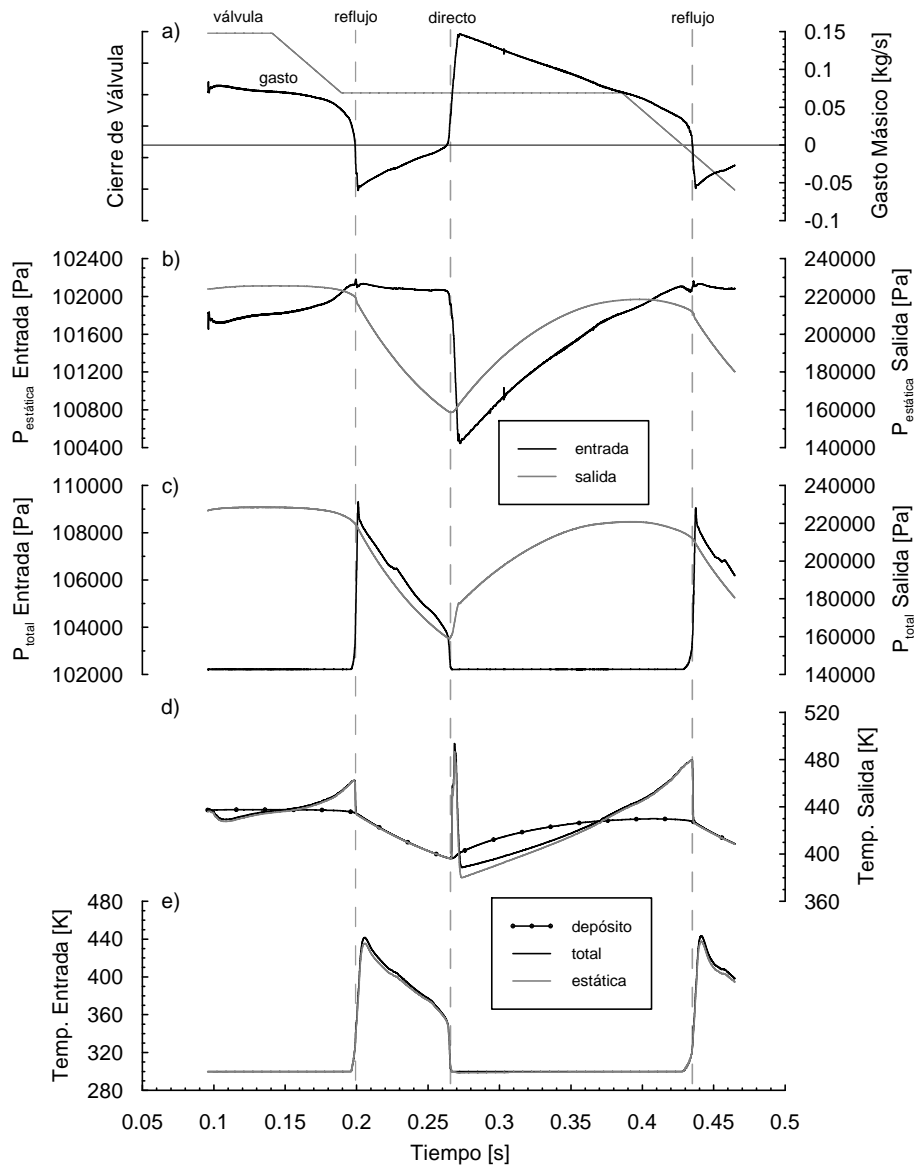 válvula
reflujo
directo
reflujo
a)
gasto
Cierre de Válvula
0.15
0.1
0.05
0
-0.05
-0.1
Gasto Másico [kg/s]
b)
102400
102000
101600
101200
100800
100400
Pestática Entrada [Pa]
240000
220000
200000
180000
160000
140000
Pestática Salida [Pa]
entrada
salida
c)
110000
108000
106000
104000
102000
Ptotal Entrada [Pa]
240000
220000
200000
180000
160000
140000
Ptotal Salida [Pa]
d)
520
480
440
400
360
Temp. Salida [K]
e)
480
440
400
360
320
280
Temp. Entrada [K]
depósito
total
estática
0.05 0.1 0.15 0.2 0.25 0.3 0.35 0.4 0.45 0.5
Tiempo [s]